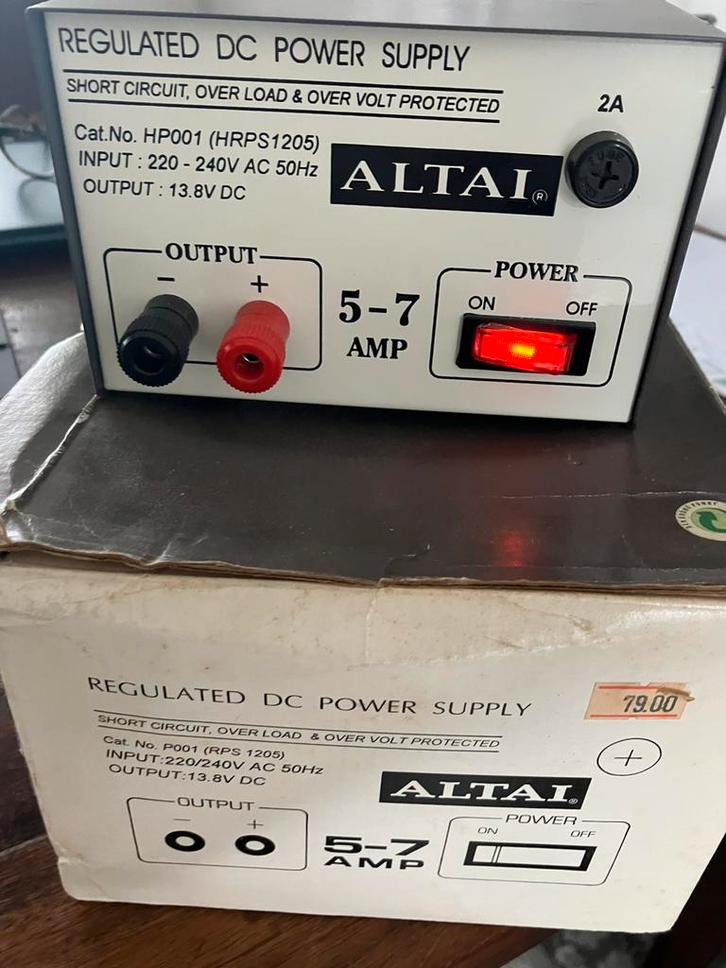 REGULATED DC POWER SUPPLY
SHORT CIRCUIT, OVER LOAD & OVER VOLT PROTECTED
2A
Cat.No. HP001 (HRPS1205)
INPUT : 220 - 240V AC 50Hz
OUTPUT : 13.8V DC
ALTAI®
FUSE
OUTPUT
- +
5-7
AMP
POWER
ON OFF
REGULATED DC POWER SUPPLY
79.00
SHORT CIRCUIT, OVER LOAD & OVER VOLT PROTECTED
Cat. No. P001 (RPS 1205)
INPUT:220/240V AC 50Hz
OUTPUT:13.8V DC
ALTAI®
OUTPUT
- +
5-7
AMP
POWER
ON OFF